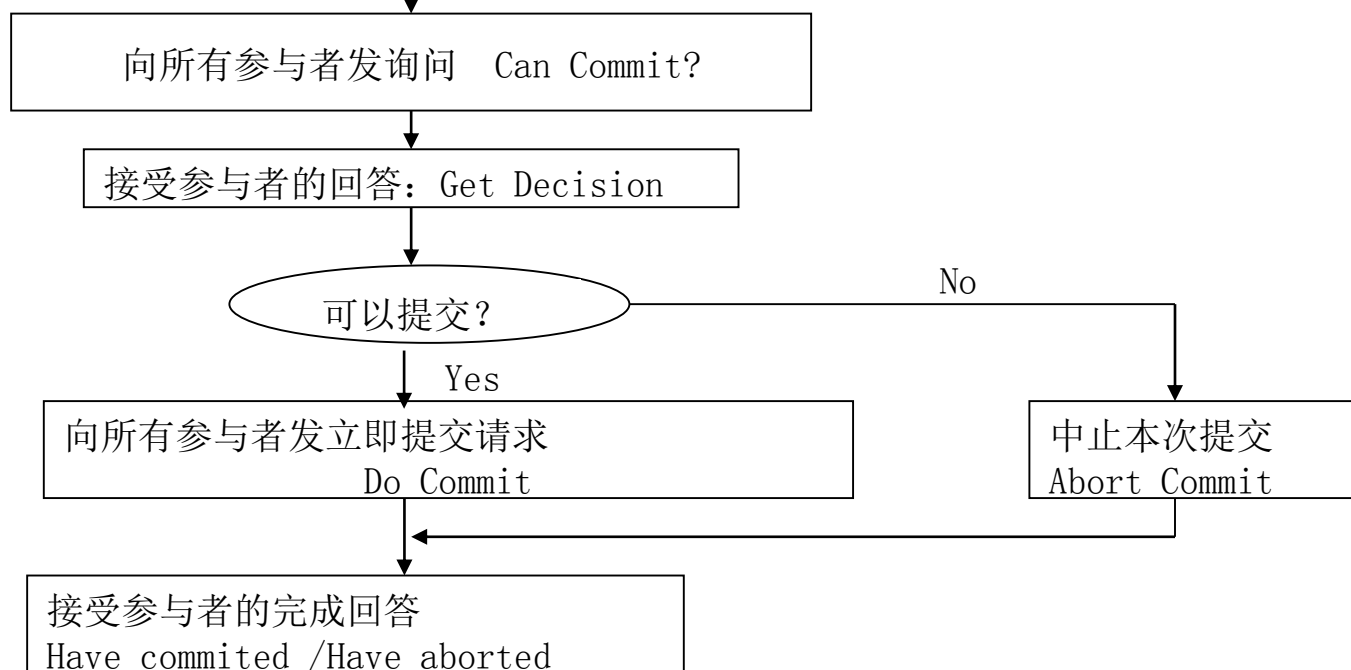 向所有参与者发询问 Can Commit?
接受参与者的回答：Get Decision
可以提交？
No
Yes
向所有参与者发立即提交请求
Do Commit
中止本次提交
Abort Commit
接受参与者的完成回答
Have commited /Have aborted